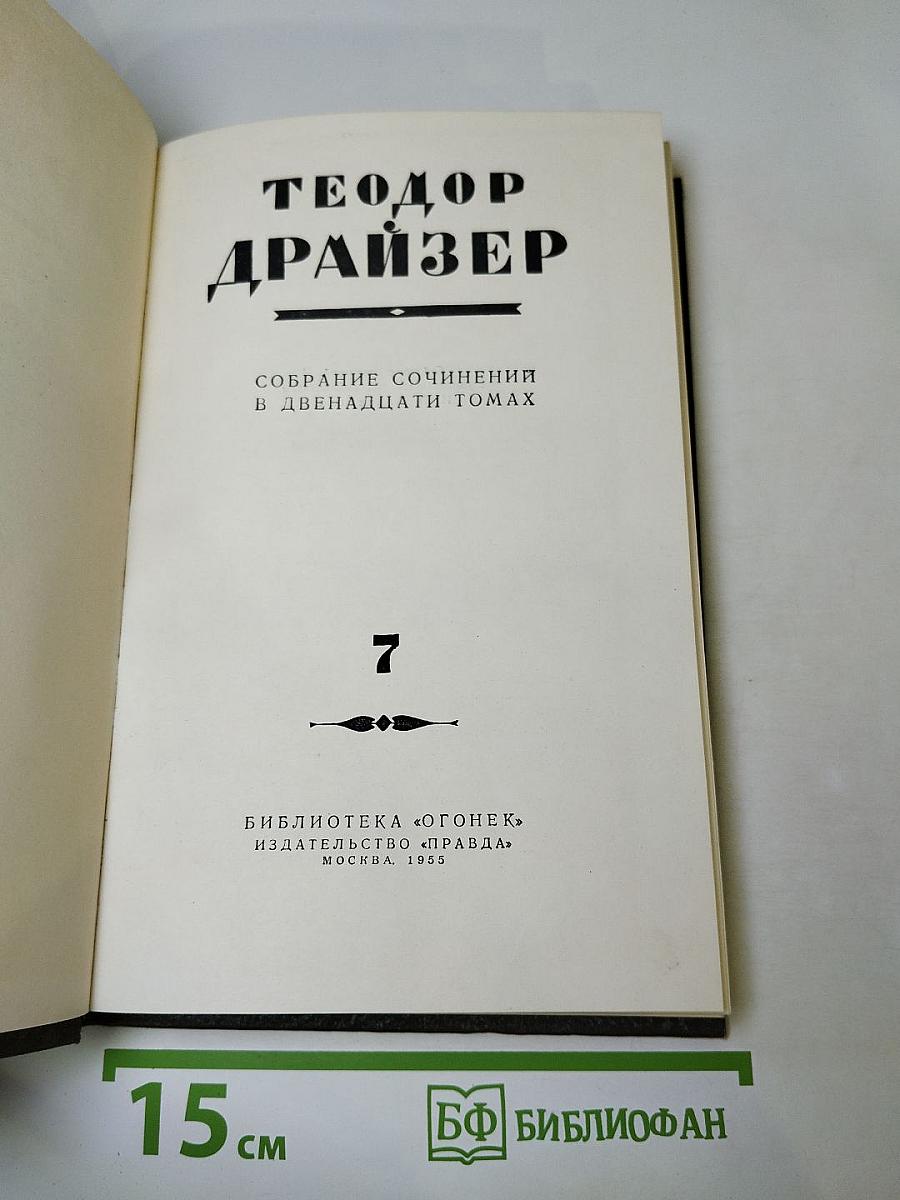 ТЕОДОР
ДРАЙЗЕР
СОБРАНИЕ СОЧИНЕНИЙ
В ДВЕНАДЦАТИ ТОМАХ
7
БИБЛИОТЕКА «ОГОНЕК»
ИЗДАТЕЛЬСТВО «ПРАВДА»
МОСКВА. 1955
15 см
БФ БИБЛИОФАН